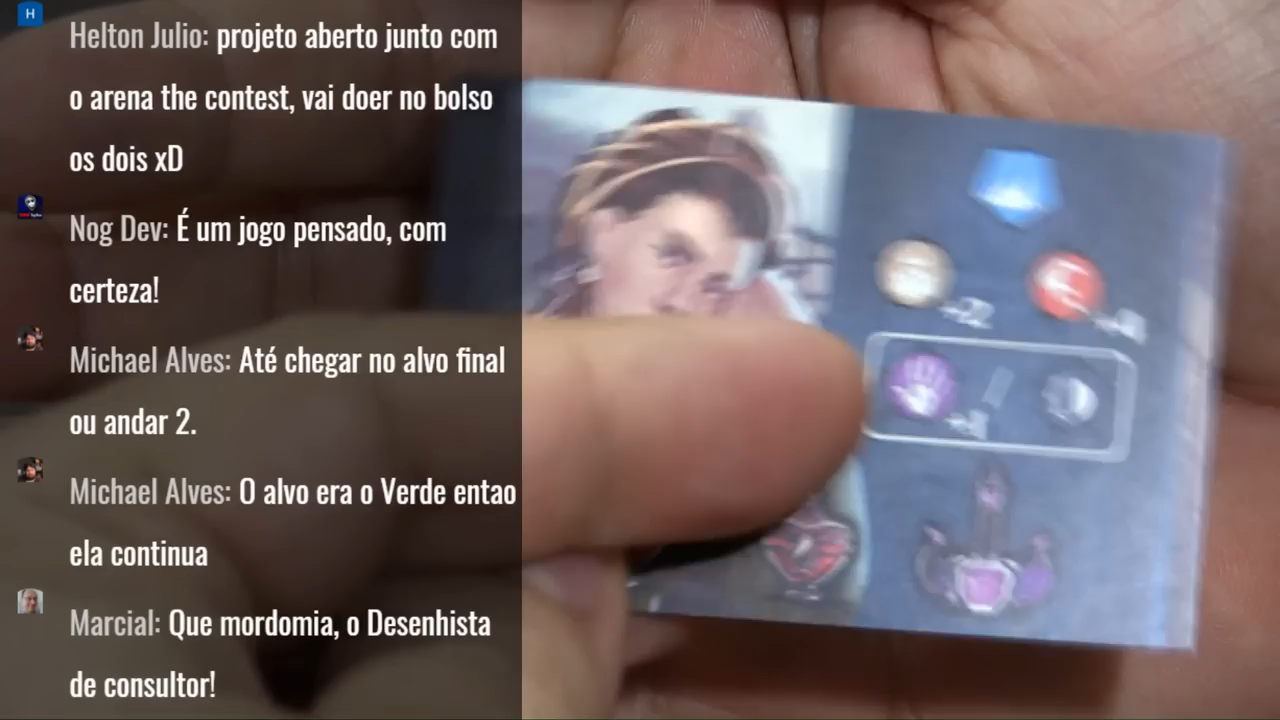 H
Helton Julio: projeto aberto junto com
o arena the contest, vai doer no bolso
os dois xD
Nog Dev: É um jogo pensado, com
certeza!
Michael Alves: Até chegar no alvo final
ou andar 2.
Michael Alves: O alvo era o Verde entao
ela continua
Marcial: Que mordomia, o Desenhista
de consultor!